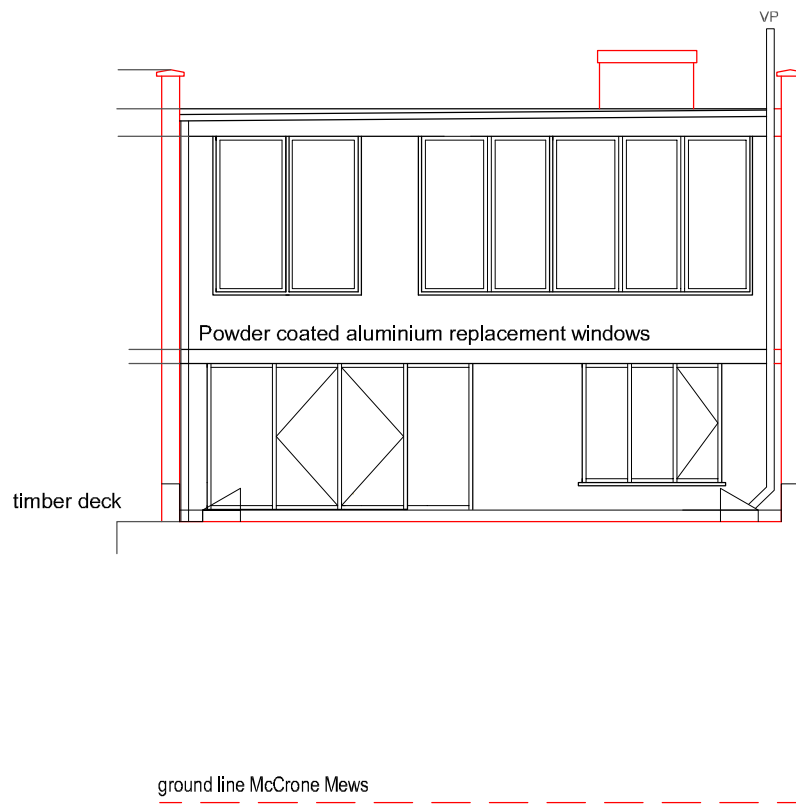 VP
Powder coated aluminium replacement windows
timber deck
ground line McCrone Mews